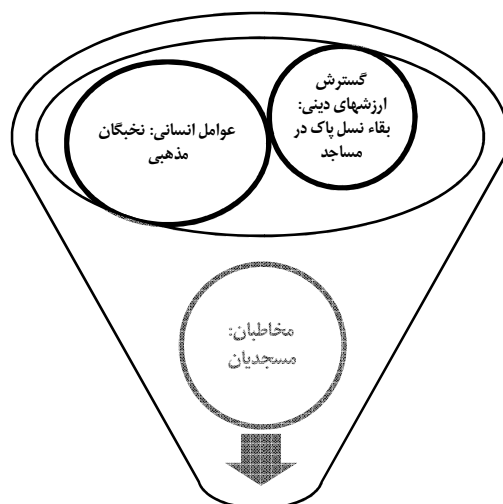 گسترش
ارزشهای دینی:
بقاء نسل پاک در
مساجد
عوامل انسانی: نخبگان
مذهبی
مخاطبان:
مسجدیان